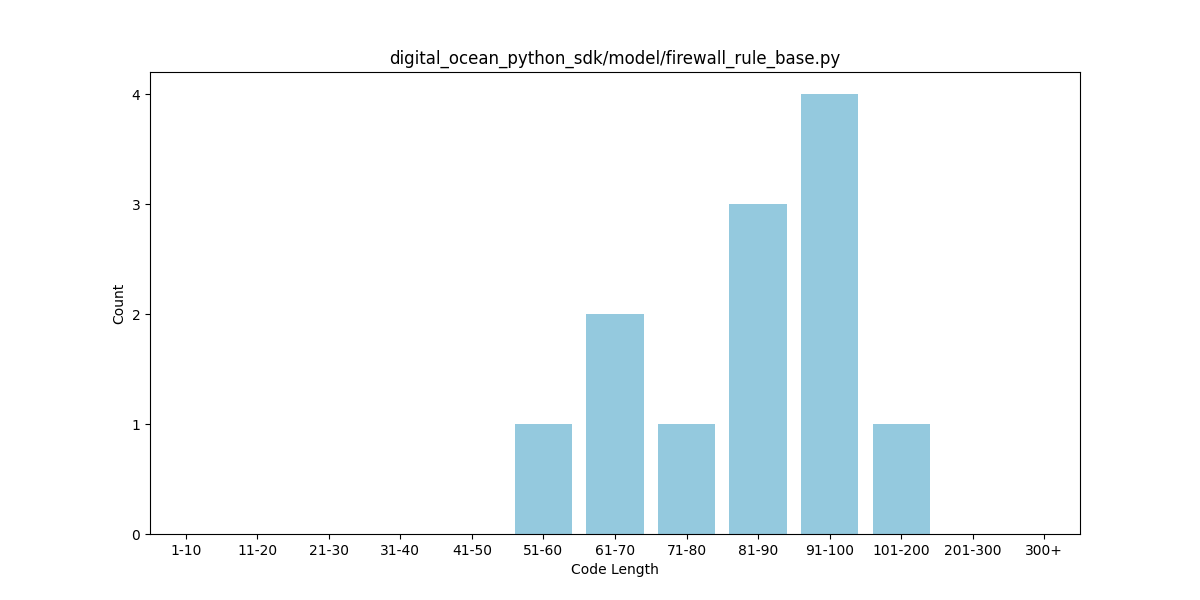 digital_ocean_python_sdk/model/firewall_rule_base.py
4
3
2
1
0
Count
1-10 11-20 21-30 31-40 41-50 51-60 61-70 71-80 81-90 91-100 101-200 201-300 300+
Code Length